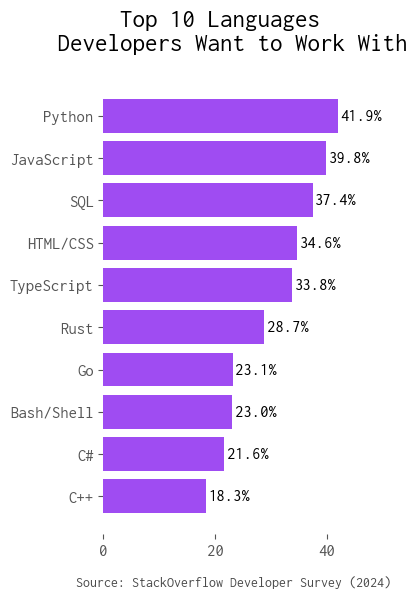 Top 10 Languages
Developers Want to Work With
Python 41.9%
JavaScript 39.8%
SQL 37.4%
HTML/CSS 34.6%
TypeScript 33.8%
Rust 28.7%
Go 23.1%
Bash/Shell 23.0%
C# 21.6%
C++ 18.3%
0 20 40
Source: StackOverflow Developer Survey (2024)